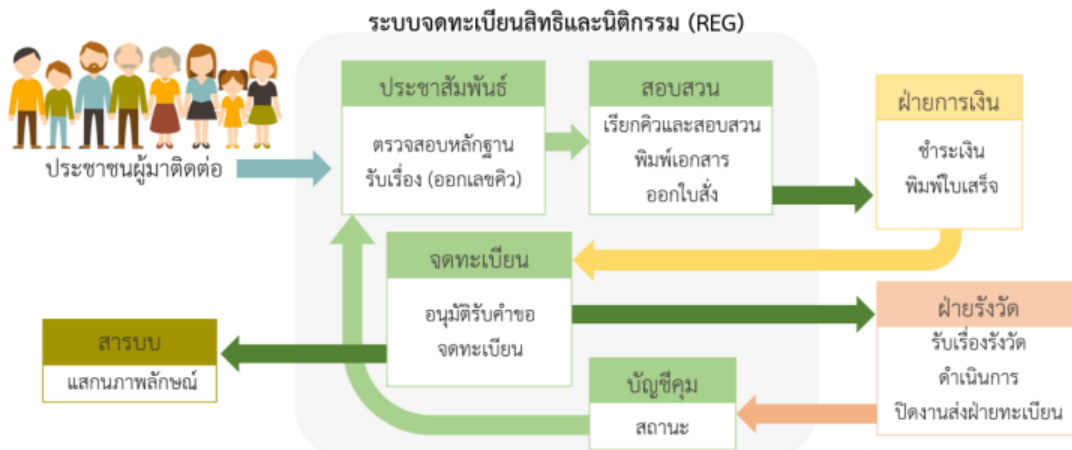 ระบบจดทะเบียนสิทธิและนิติกรรม (REG)
ประชาชนผู้มาติดต่อ
ประชาสัมพันธ์
ตรวจสอบหลักฐาน
รับเรื่อง (ออกเลขคิว)
สอบสวน
เรียกคิวและสอบสวน
พิมพ์เอกสาร
ออกใบสั่ง
ฝ่ายการเงิน
ชำระเงิน
พิมพ์ใบเสร็จ
จดทะเบียน
อนุมัติรับคำขอ
จดทะเบียน
ฝ่ายรังวัด
รับเรื่องรังวัด
ดำเนินการ
ปิดงานส่งฝ่ายทะเบียน
สารบบ
แสกนภาพลักษณ์
บัญชีคุม
สถานะ